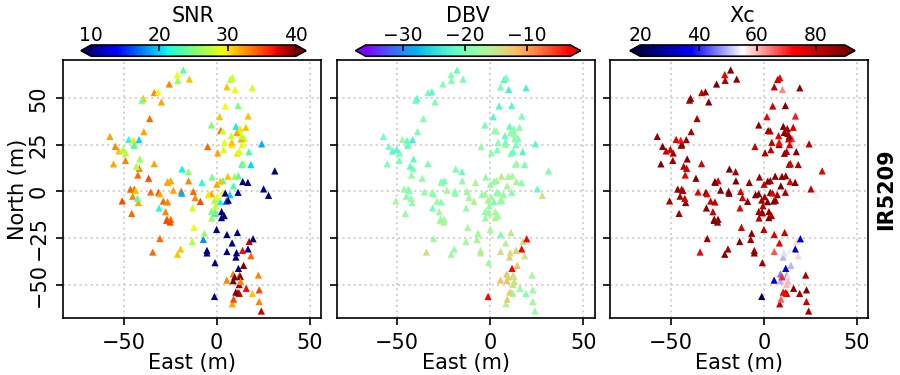 SNR DBV Xc
10 20 30 40 −30 −20 −10 20 40 60 80
50
25
0
−25
−50
North (m)
−50 0 50 −50 0 50 −50 0 50
East (m) East (m) East (m)
IR5209